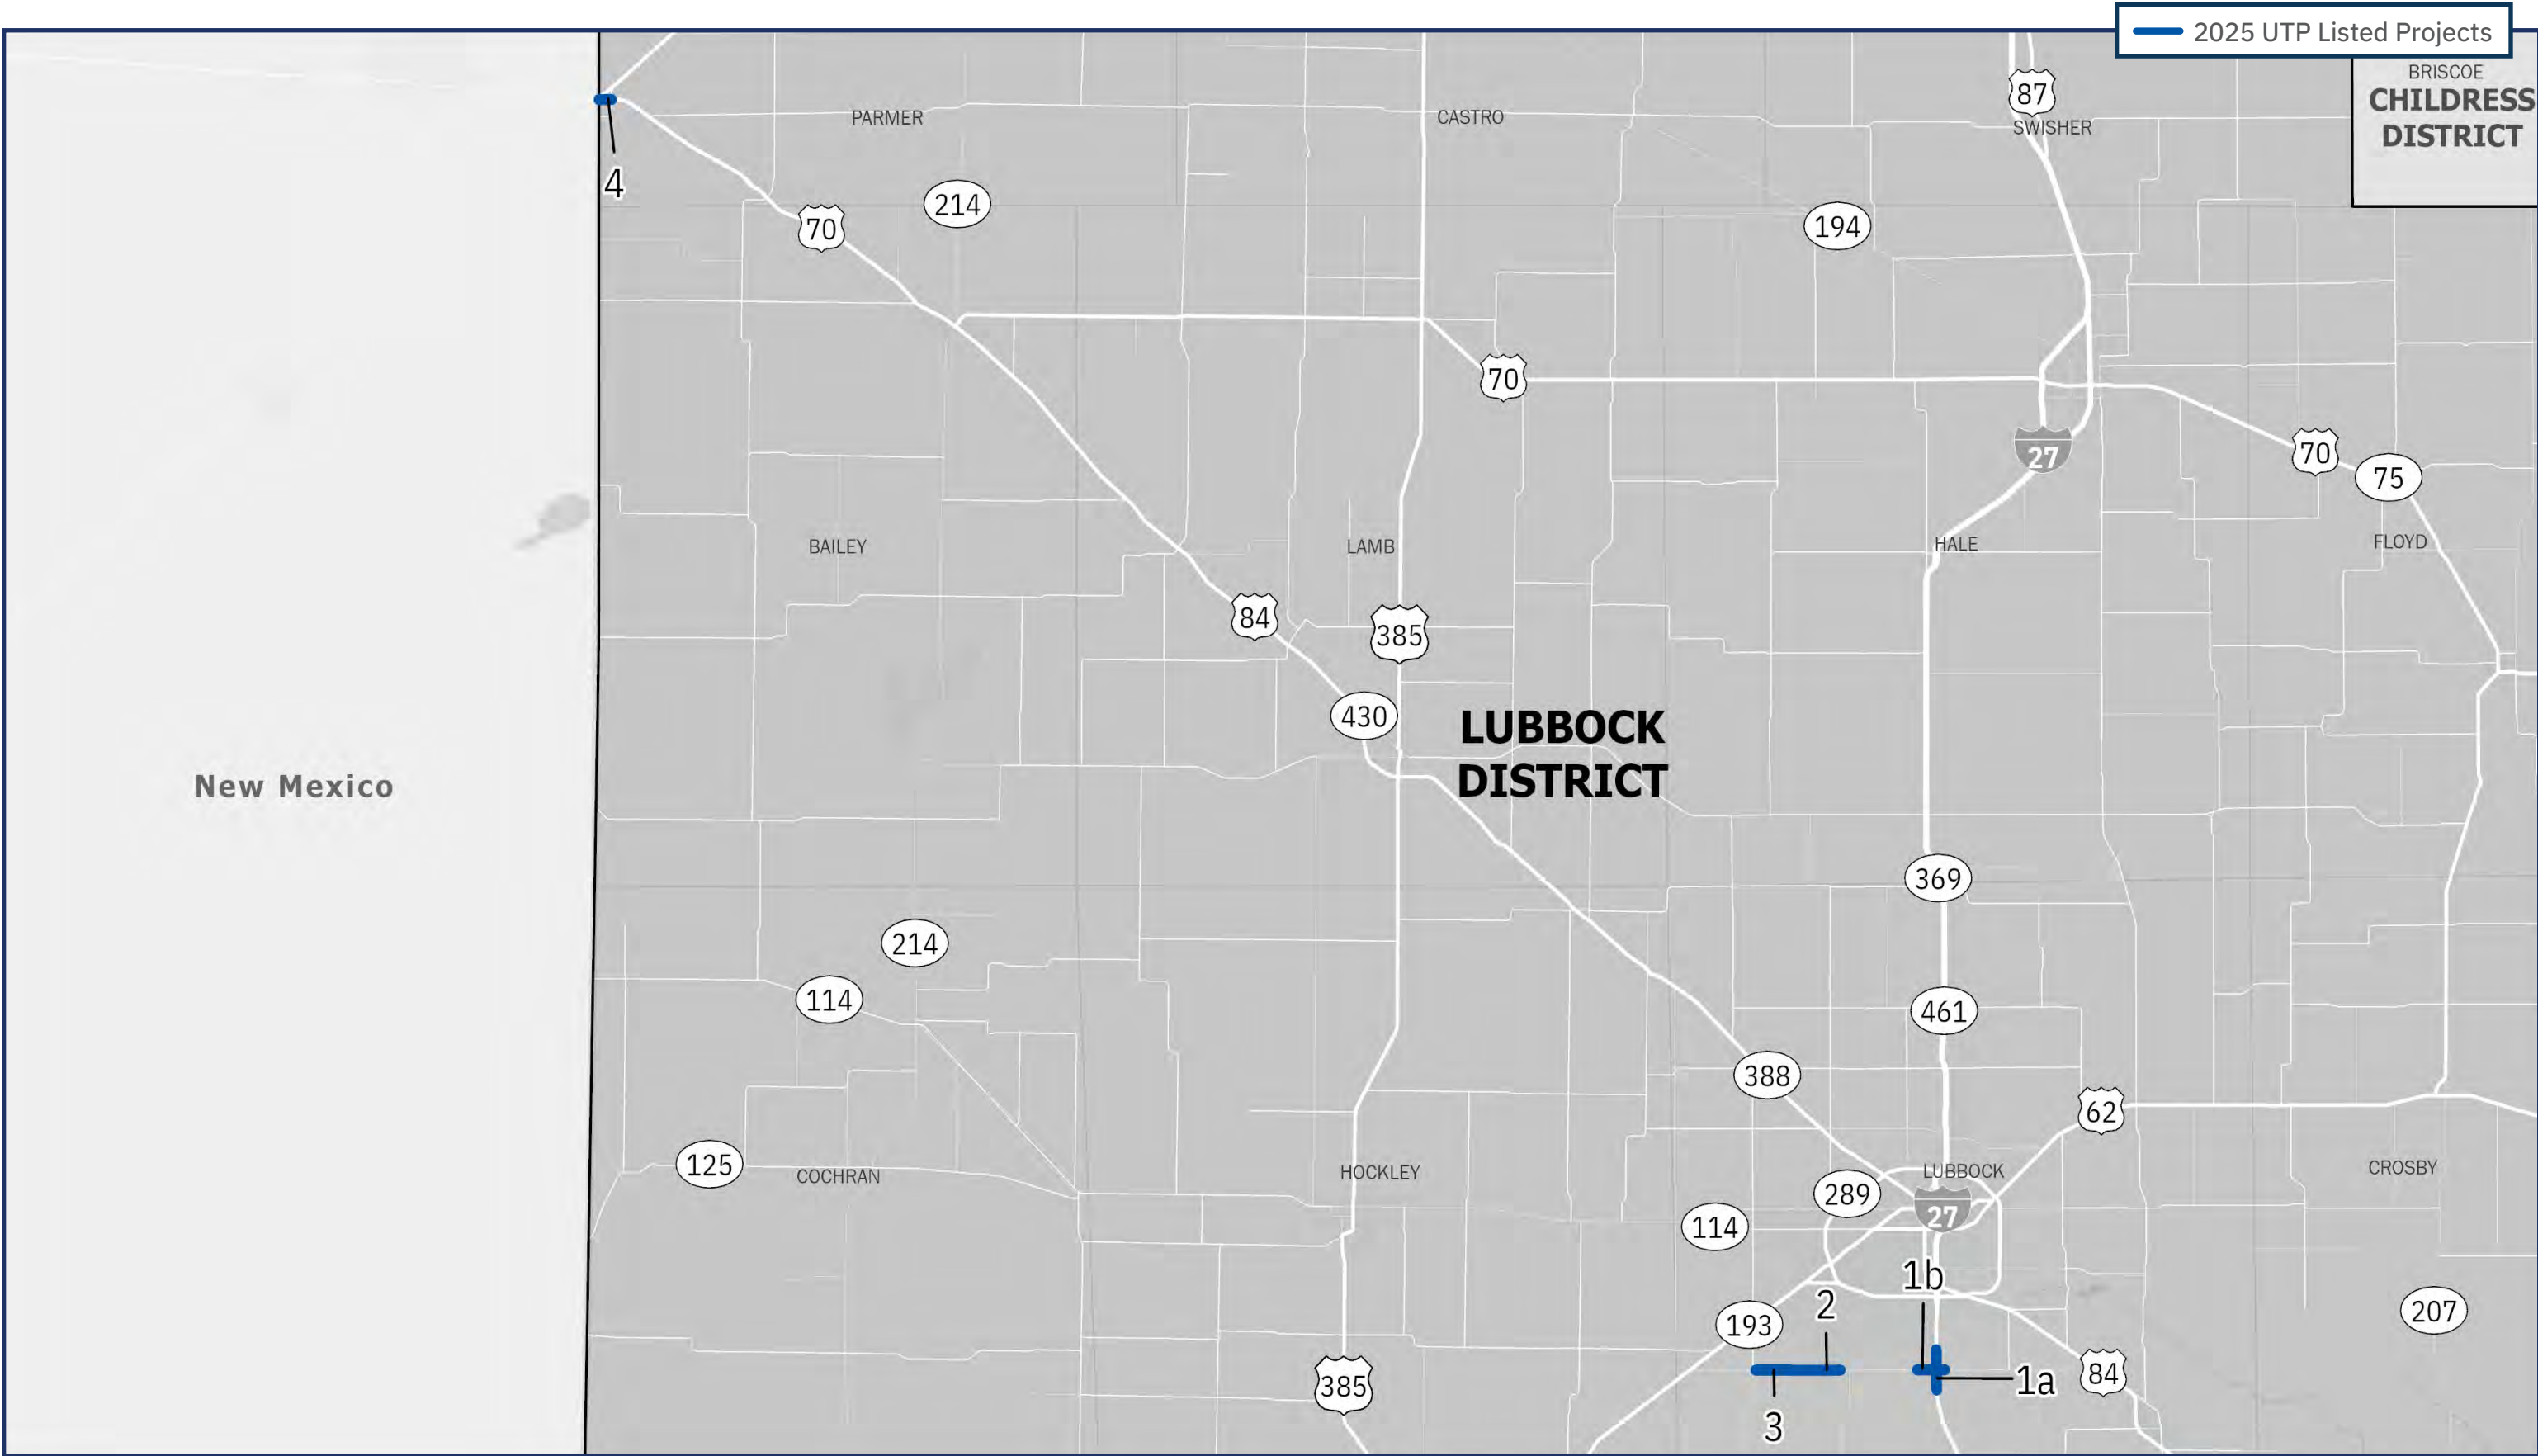 2025 UTP Listed Projects
BRISCOE
CHILDRESS
DISTRICT
87
SWISHER
PARMER
CASTRO
4
214
70
194
70
27
70
75
BAILEY
LAMB
HALE
FLOYD
84
385
430
LUBBOCK
DISTRICT
New Mexico
369
214
114
461
388
62
125
COCHRAN
HOCKLEY
LUBBOCK
CROSBY
289
27
114
1b
2
193
207
385
84
1a
3